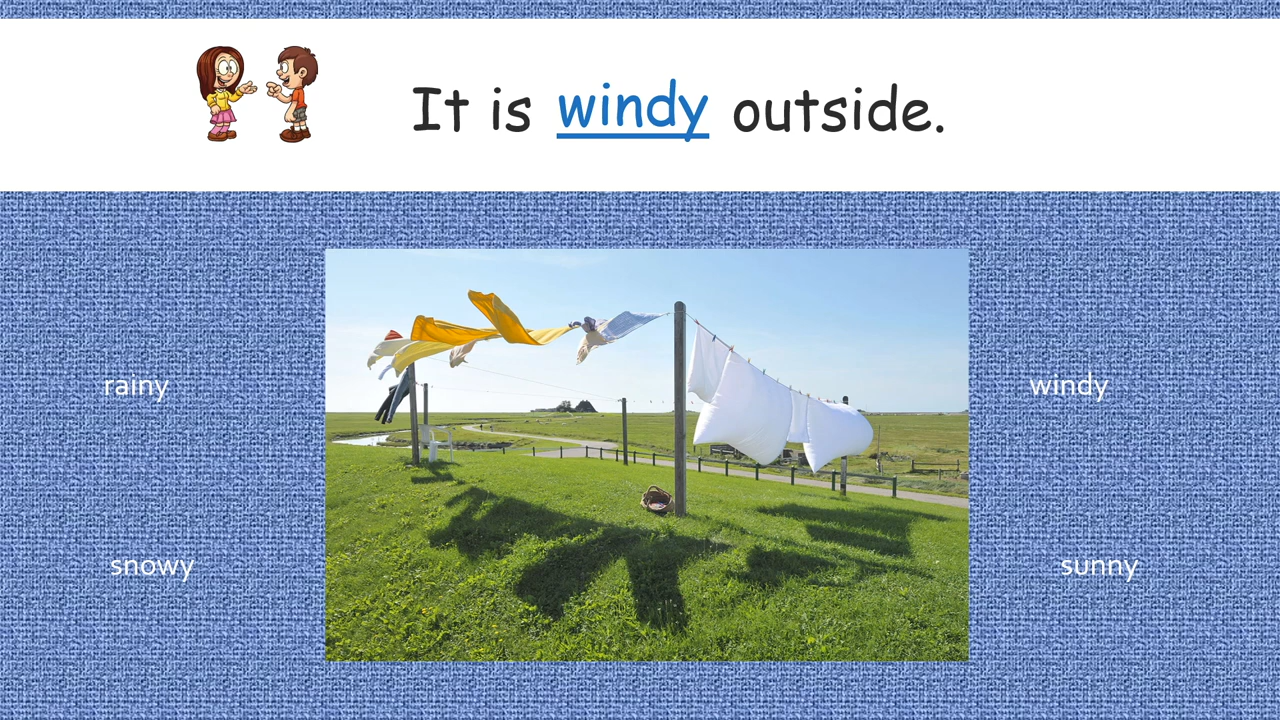 It is windy outside.
rainy
windy
snowy
sunny